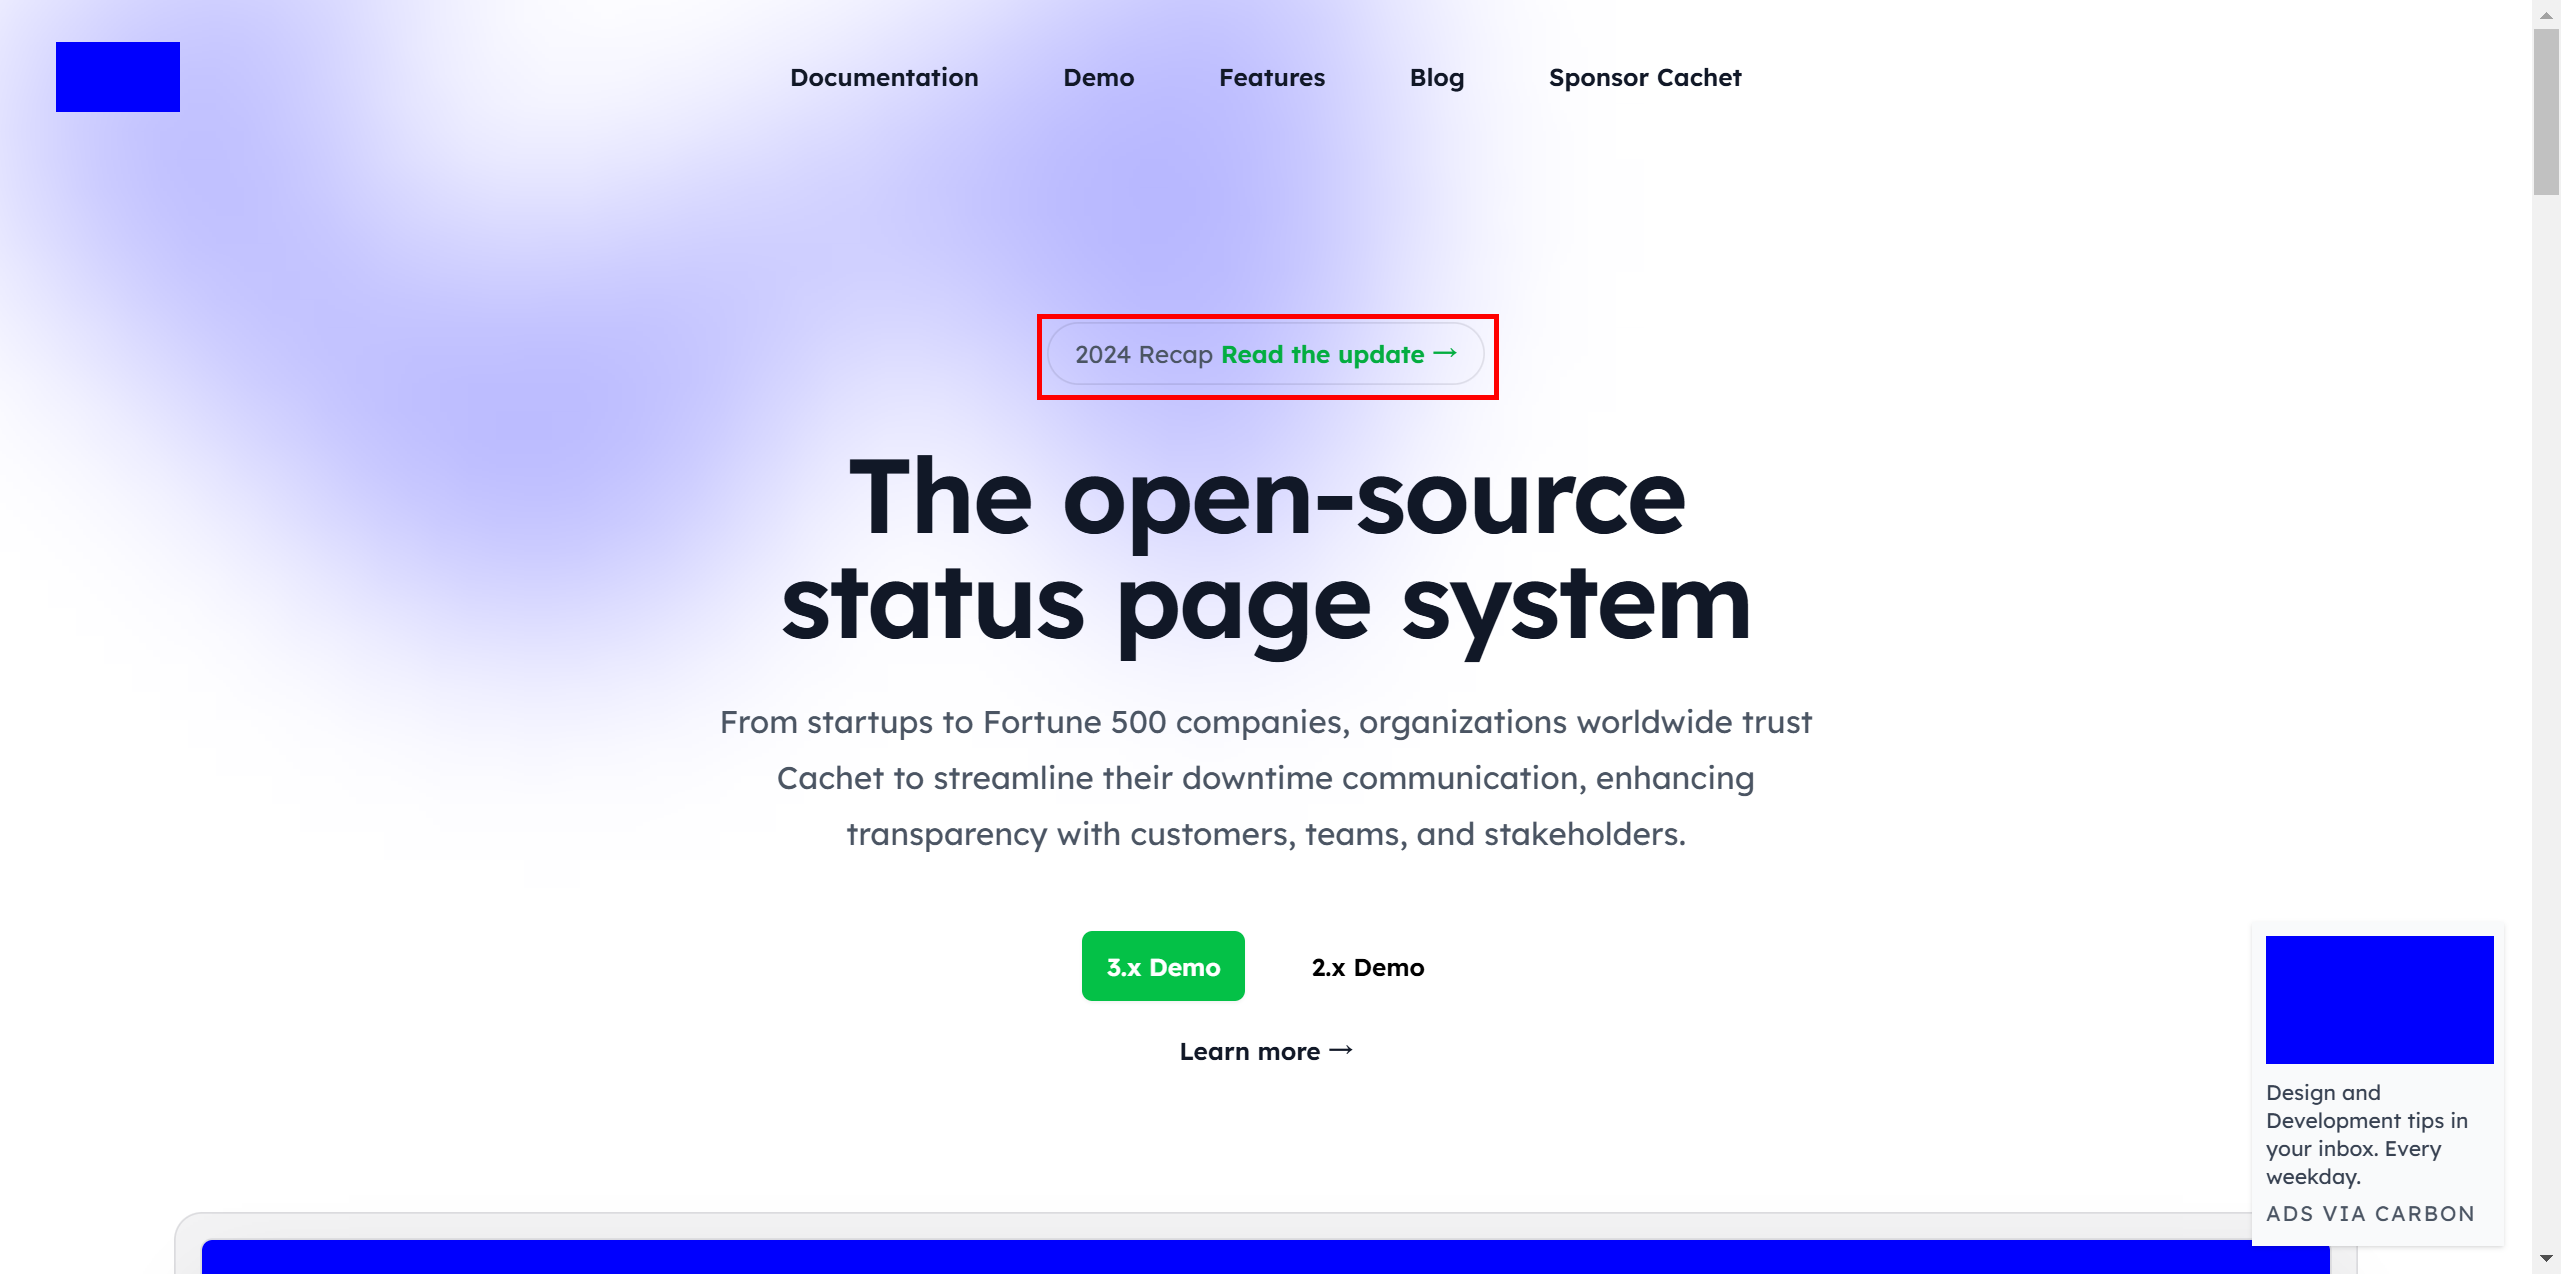 Documentation Demo Features Blog Sponsor Cachet
2024 Recap Read the update →
The open-source
status page system
From startups to Fortune 500 companies, organizations worldwide trust
Cachet to streamline their downtime communication, enhancing
transparency with customers, teams, and stakeholders.
3.x Demo 2.x Demo
Learn more →
Design and
Development tips in
your inbox. Every
weekday.
ADS VIA CARBON